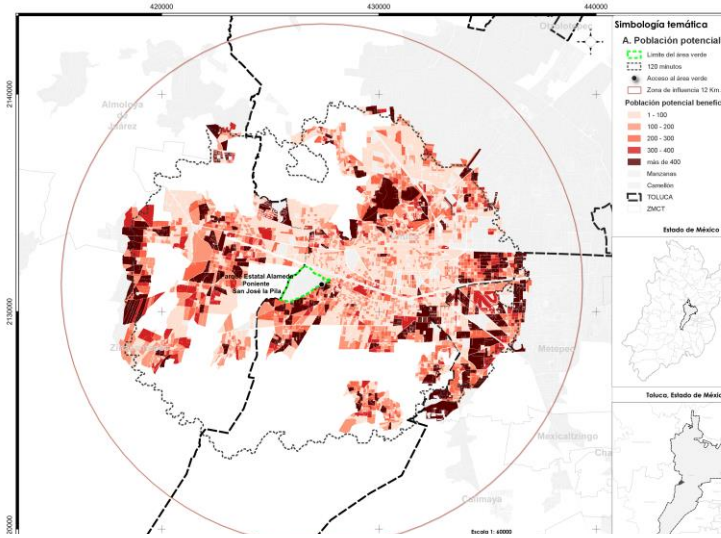 420000
430000
440000
2140000
2130000
Otzolotepec
Almoloya
de
Juárez
Parque Estatal Alameda
Poniente
San José la Pila
Metepec
Mexicaltzingo
Calimaya
Escala 1: 60000
Simbología temática
A. Población potencial
Límite del área verde
120 minutos
Acceso al área verde
Zona de influencia 12 Km.
Población potencial benefic
1 - 100
100 - 200
200 - 300
300 - 400
más de 400
Manzanas
Camellón
TOLUCA
ZMCT
Estado de México
Toluca, Estado de Méxic